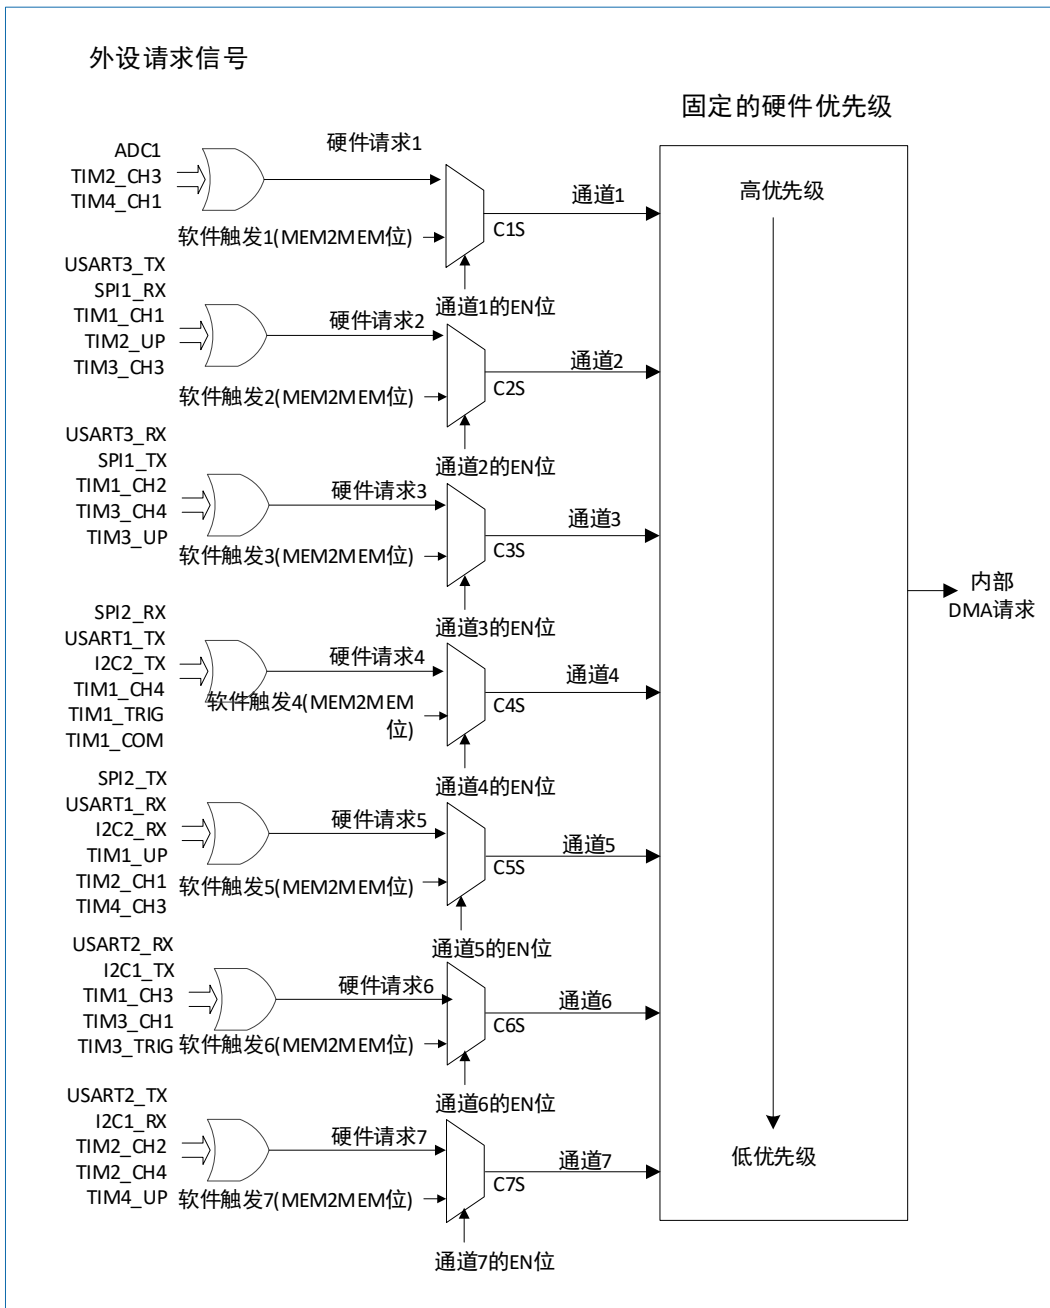 外设请求信号
固定的硬件优先级
ADC1
TIM2_CH3
TIM4_CH1
硬件请求1
软件触发1(MEM2MEM位)
C1S
通道1的EN位
通道1
高优先级
USART3_TX
SPI1_RX
TIM1_CH1
TIM2_UP
TIM3_CH3
硬件请求2
软件触发2(MEM2MEM位)
C2S
通道2的EN位
通道2
USART3_RX
SPI1_TX
TIM1_CH2
TIM3_CH4
TIM3_UP
硬件请求3
软件触发3(MEM2MEM位)
C3S
通道3的EN位
通道3
SPI2_RX
USART1_TX
I2C2_TX
TIM1_CH4
TIM1_TRIG
TIM1_COM
硬件请求4
软件触发4(MEM2MEM
位)
C4S
通道4的EN位
通道4
内部
DMA请求
SPI2_TX
USART1_RX
I2C2_RX
TIM1_UP
TIM2_CH1
TIM4_CH3
硬件请求5
软件触发5(MEM2MEM位)
C5S
通道5的EN位
通道5
USART2_RX
I2C1_TX
TIM1_CH3
TIM3_CH1
TIM3_TRIG
硬件请求6
软件触发6(MEM2MEM位)
C6S
通道6的EN位
通道6
USART2_TX
I2C1_RX
TIM2_CH2
TIM2_CH4
TIM4_UP
硬件请求7
软件触发7(MEM2MEM位)
C7S
通道7的EN位
通道7
低优先级